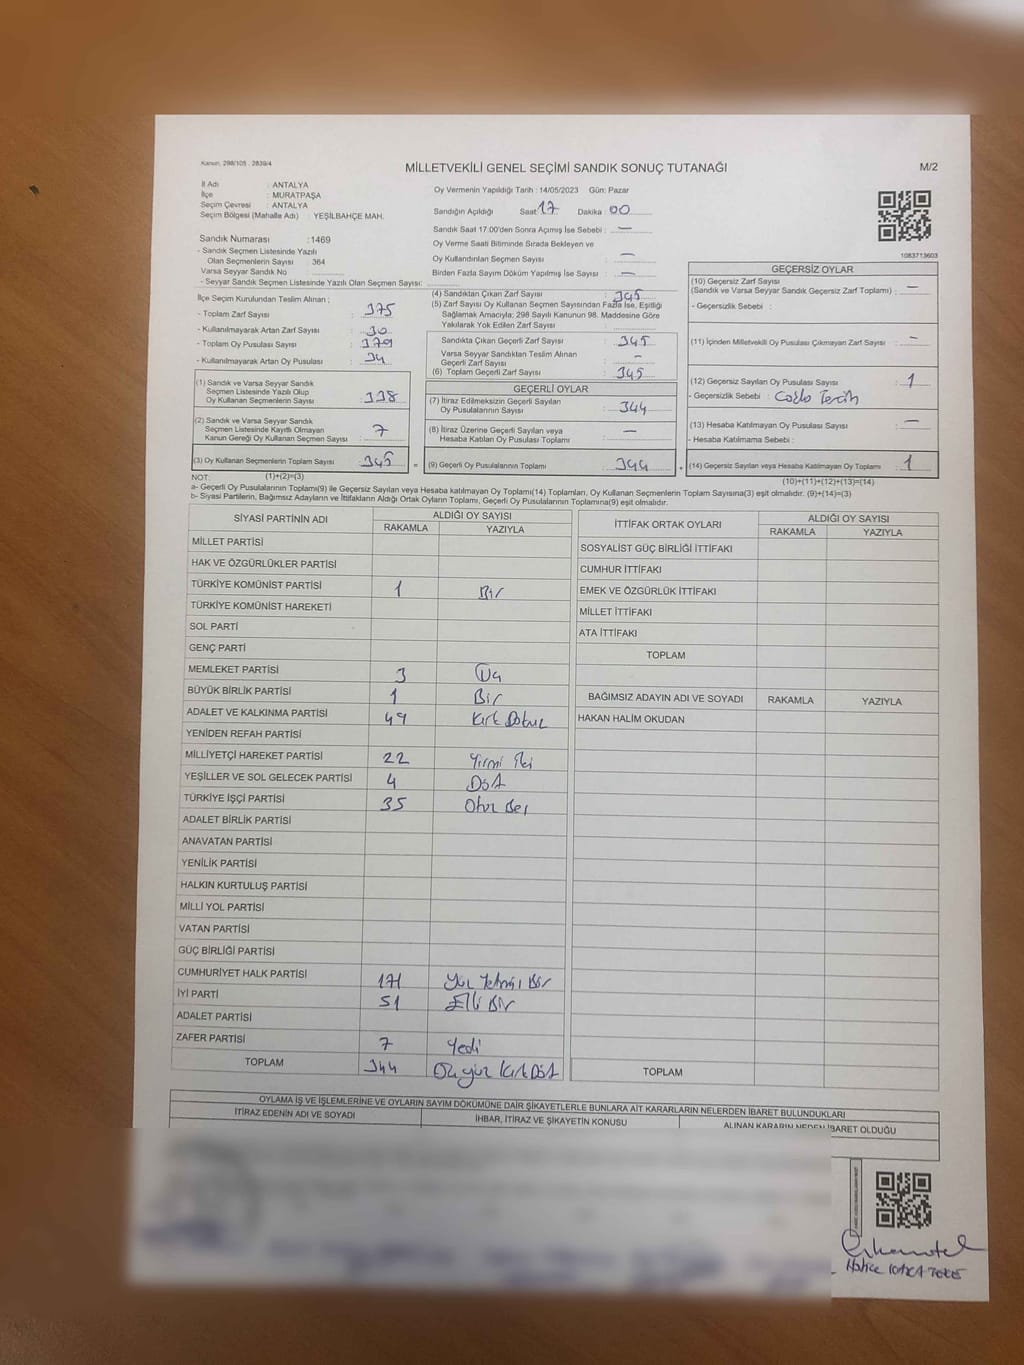 Kanun, 298/105 , 2839/4
MİLLETVEKİLİ GENEL SEÇİMİ SANDIK SONUÇ TUTANAĞI
M/2
İl Adı : ANTALYA
İlçe : MURATPAŞA
Seçim Çevresi : ANTALYA
Seçim Bölgesi (Mahalle Adı) : YEŞİLBAHÇE MAH.
Sandık Numarası : 1469
- Sandık Seçmen Listesinde Yazılı
Olan Seçmenlerin Sayısı 364
Varsa Seyyar Sandık No
- Seyyar Sandık Seçmen Listesinde Yazılı Olan Seçmen Sayısı:
Oy Vermenin Yapıldığı Tarih : 14/05/2023 Gün: Pazar
Sandığın Açıldığı Saat 17 Dakika 00
Sandık Saat 17.00'den Sonra Açımış İse Sebebi : —
Oy Verme Saati Bitiminde Sırada Bekleyen ve
Oy Kullandırılan Seçmen Sayısı : —
Birden Fazla Sayım Döküm Yapılmış İse Sayısı : —
1083713603
İlçe Seçim Kurulundan Teslim Alınan ;
- Toplam Zarf Sayısı : 375
- Kullanılmayarak Artan Zarf Sayısı : 30
- Toplam Oy Pusulası Sayısı : 379
- Kullanılmayarak Artan Oy Pusulası : 34
(1) Sandık ve Varsa Seyyar Sandık
Seçmen Listesinde Yazılı Olup
Oy Kullanan Seçmenlerin Sayısı : 338
(2) Sandık ve Varsa Seyyar Sandık
Seçmen Listesinde Kayıtlı Olmayan
Kanun Gereği Oy Kullanan Seçmen Sayısı : 7
(3) Oy Kullanan Seçmenlerin Toplam Sayısı : 345
(4) Sandıktan Çıkan Zarf Sayısı : 345
(5) Zarf Sayısı Oy Kullanan Seçmen Sayısından Fazla İse, Eşitliği
Sağlamak Amacıyla; 298 Sayılı Kanunun 98. Maddesine Göre
Yakılarak Yok Edilen Zarf Sayısı :
Sandıkta Çıkan Geçerli Zarf Sayısı : 345
Varsa Seyyar Sandıktan Teslim Alınan
Geçerli Zarf Sayısı : —
(6) Toplam Geçerli Zarf Sayısı : 345
GEÇERLİ OYLAR
(7) İtiraz Edilmeksizin Geçerli Sayılan
Oy Pusulalarının Sayısı : 344
(8) İtiraz Üzerine Geçerli Sayılan veya
Hesaba Katılan Oy Pusulası Toplamı : —
= (9) Geçerli Oy Pusulalarının Toplamı : 344 +
GEÇERSİZ OYLAR
(10) Geçersiz Zarf Sayısı
(Sandık ve Varsa Seyyar Sandık Geçersiz Zarf Toplamı) : —
- Geçersizlik Sebebi :
(11) İçinden Milletvekili Oy Pusulası Çıkmayan Zarf Sayısı : —
(12) Geçersiz Sayılan Oy Pusulası Sayısı : 1
- Geçersizlik Sebebi : Çoklu Tercih
(13) Hesaba Katılmayan Oy Pusulası Sayısı : —
- Hesaba Katılmama Sebebi :
(14) Geçersiz Sayılan veya Hesaba Katılmayan Oy Toplamı : 1
NOT: (1)+(2)=(3)
(10)+(11)+(12)+(13)=(14)
a- Geçerli Oy Pusulaların Toplamı(9) ile Geçersiz Sayılan veya Hesaba katılmayan Oy Toplamı(14) Toplamları, Oy Kullanan Seçmenlerin Toplam Sayısına(3) eşit olmalıdır. (9)+(14)=(3)
b- Siyasi Partilerin, Bağımsız Adayların ve İttifakların Aldığı Ortak Oyların Toplamı, Geçerli Oy Pusulalarının Toplamına(9) eşit olmalıdır.
SİYASİ PARTİNİN ADI ALDIĞI OY SAYISI
RAKAMLA YAZIYLA
MİLLET PARTİSİ
HAK VE ÖZGÜRLÜKLER PARTİSİ
TÜRKİYE KOMÜNİST PARTİSİ 1 Bir
TÜRKİYE KOMÜNİST HAREKETİ
SOL PARTİ
GENÇ PARTİ
MEMLEKET PARTİSİ 3 Üç
BÜYÜK BİRLİK PARTİSİ 1 Bir
ADALET VE KALKINMA PARTİSİ 49 Kırk Dokuz
YENİDEN REFAH PARTİSİ
MİLLİYETÇİ HAREKET PARTİSİ 22 Yirmi İki
YEŞİLLER VE SOL GELECEK PARTİSİ 4 Dört
TÜRKİYE İŞÇİ PARTİSİ 35 Otuz Beş
ADALET BİRLİK PARTİSİ
ANAVATAN PARTİSİ
YENİLİK PARTİSİ
HALKIN KURTULUŞ PARTİSİ
MİLLİ YOL PARTİSİ
VATAN PARTİSİ
GÜÇ BİRLİĞİ PARTİSİ
CUMHURİYET HALK PARTİSİ 171 Yüz Yetmiş Bir
İYİ PARTİ 51 Elli Bir
ADALET PARTİSİ
ZAFER PARTİSİ 7 Yedi
TOPLAM 344 Üç yüz Kırk Dört
İTTİFAK ORTAK OYLARI ALDIĞI OY SAYISI
RAKAMLA YAZIYLA
SOSYALİST GÜÇ BİRLİĞİ İTTİFAKI
CUMHUR İTTİFAKI
EMEK VE ÖZGÜRLÜK İTTİFAKI
MİLLET İTTİFAKI
ATA İTTİFAKI
TOPLAM
BAĞIMSIZ ADAYIN ADI VE SOYADI RAKAMLA YAZIYLA
HAKAN HALİM OKUDAN
TOPLAM
OYLAMA İŞ VE İŞLEMLERİNE VE OYLARIN SAYIM DÖKÜMÜNE DAİR ŞİKAYETLERLE BUNLARA AİT KARARLARIN NELERDEN İBARET BULUNDUKLARI
İTİRAZ EDENİN ADI VE SOYADI İHBAR, İTİRAZ VE ŞİKAYETİN KONUSU ALINAN KARARIN NEDEN İBARET OLDUĞU
Hatice